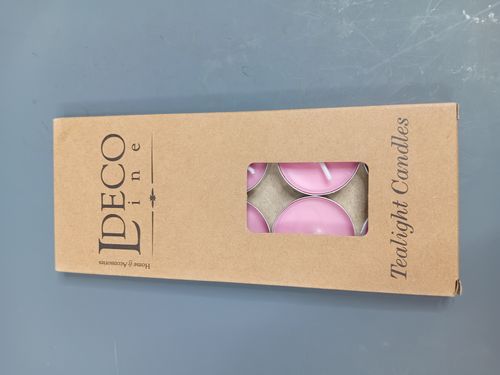 DECO
Line
Home & Accessories
Tealight Candles